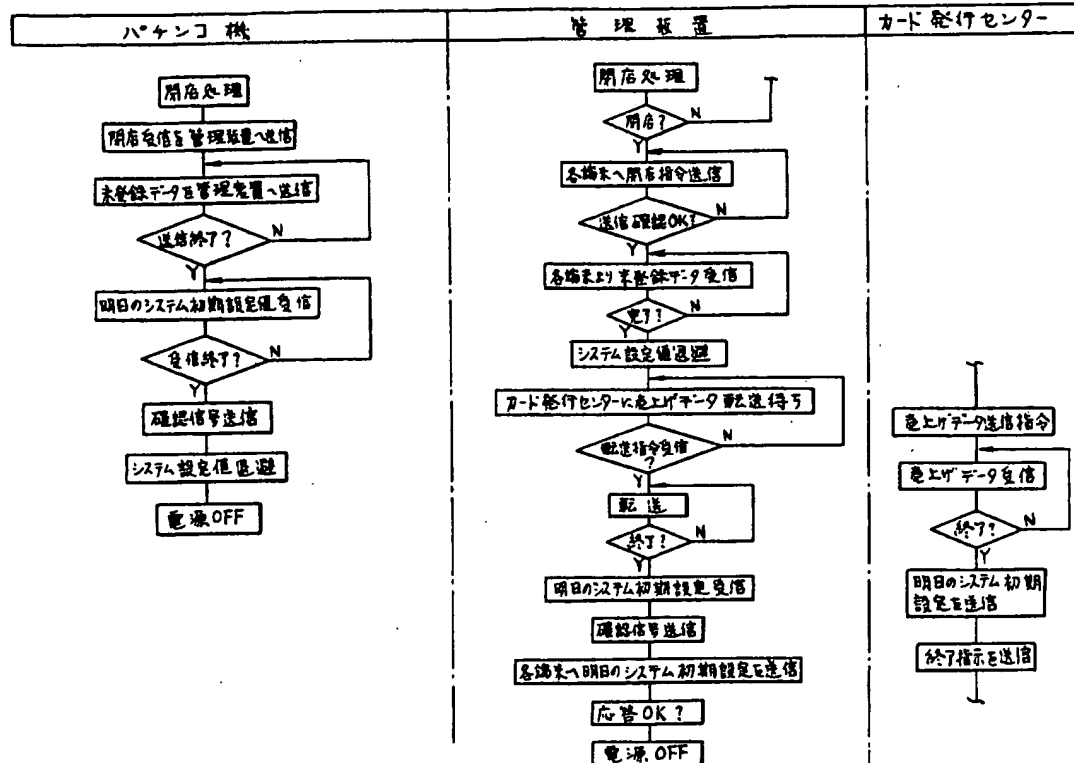 パチンコ機
管理装置
カード発行センター
閉店処理
閉店受信を管理装置へ送信
未登録データを管理装置へ送信
送信終了?
N
Y
明日のシステム初期設定値受信
受信終了?
N
Y
確認信号送信
システム設定値退避
電源OFF
閉店処理
閉店?
N
Y
各端末へ閉店指令送信
送信確認OK?
N
Y
各端末より未登録データ受信
完了?
N
Y
システム設定値退避
カード発行センターに売上げデータ転送待ち
転送指令受信
?
N
Y
転送
終了?
N
Y
明日のシステム初期設定受信
確認信号送信
各端末へ明日のシステム初期設定を送信
応答OK?
電源OFF
売上げデータ送信指令
売上げデータ受信
終了?
N
Y
明日のシステム初期
設定を送信
終了指示を送信